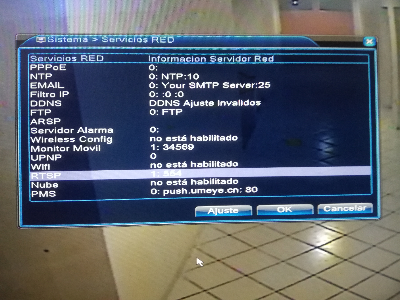 Sistema > Servicios RED
Servicios RED Informacion Servidor Red
PPPoE 0:
NTP 0: NTP:10
EMAIL 0: Your SMTP Server:25
Filtro IP 0: :0 :0
DDNS DDNS Ajuste invalidos
FTP 0: FTP
ARSP
Servidor Alarma 0:
Wireless Config no está habilitado
Monitor Movil 1: 34569
UPNP 0
Wifi no está habilitado
RTSP 1: 554
Nube no está habilitado
PMS 0: push.umeye.cn: 80
Ajuste OK Cancelar